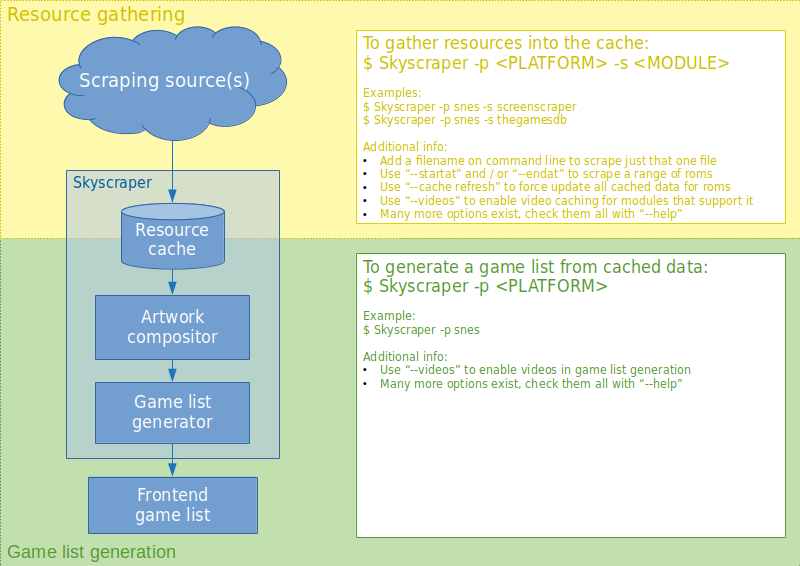 Resource gathering
Scraping source(s)
To gather resources into the cache:
$ Skyscraper -p <PLATFORM> -s <MODULE>
Examples:
$ Skyscraper -p snes -s screenscraper
$ Skyscraper -p snes -s thegamesdb
Additional info:
• Add a filename on command line to scrape just that one file
• Use “--startat” and / or “--endat” to scrape a range of roms
• Use “--cache refresh” to force update all cached data for roms
• Use “--videos” to enable video caching for modules that support it
• Many more options exist, check them all with “--help”
Skyscraper
Resource
cache
Artwork
compositor
Game list
generator
Frontend
game list
To generate a game list from cached data:
$ Skyscraper -p <PLATFORM>
Example:
$ Skyscraper -p snes
Additional info:
• Use “--videos” to enable videos in game list generation
• Many more options exist, check them all with “--help”
Game list generation